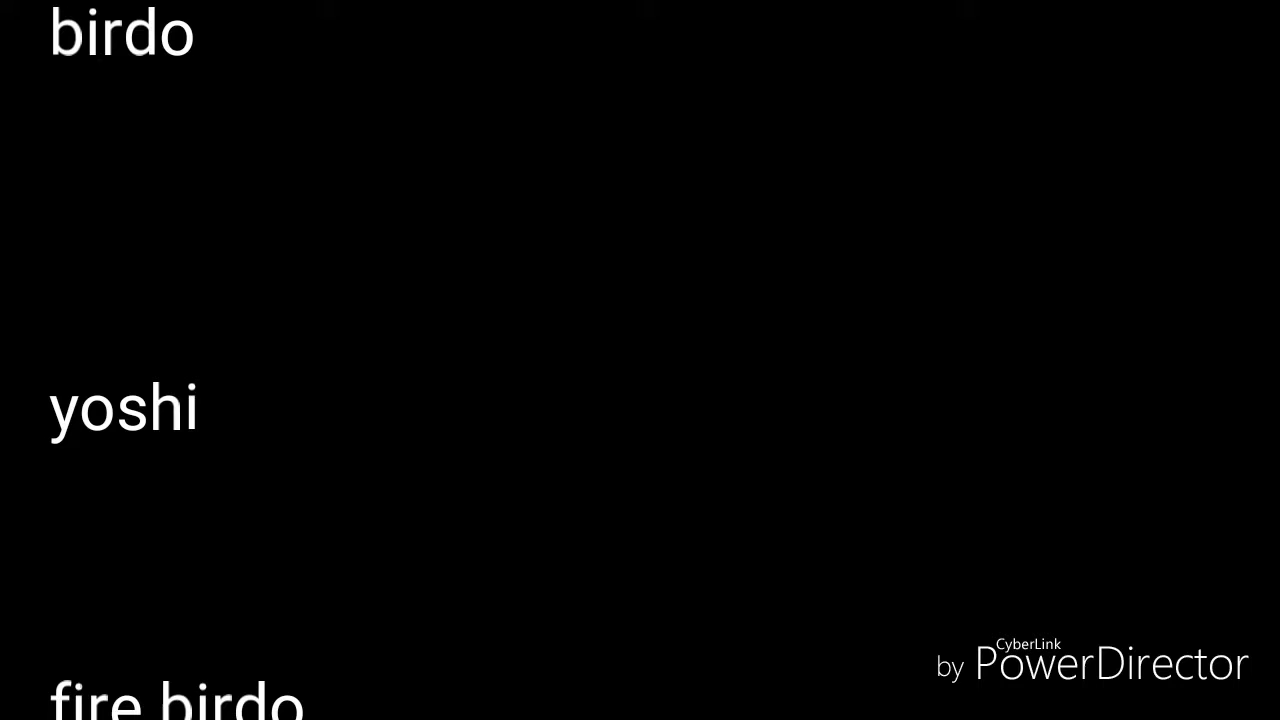 birdo
yoshi
fire birdo
CyberLink
by PowerDirector